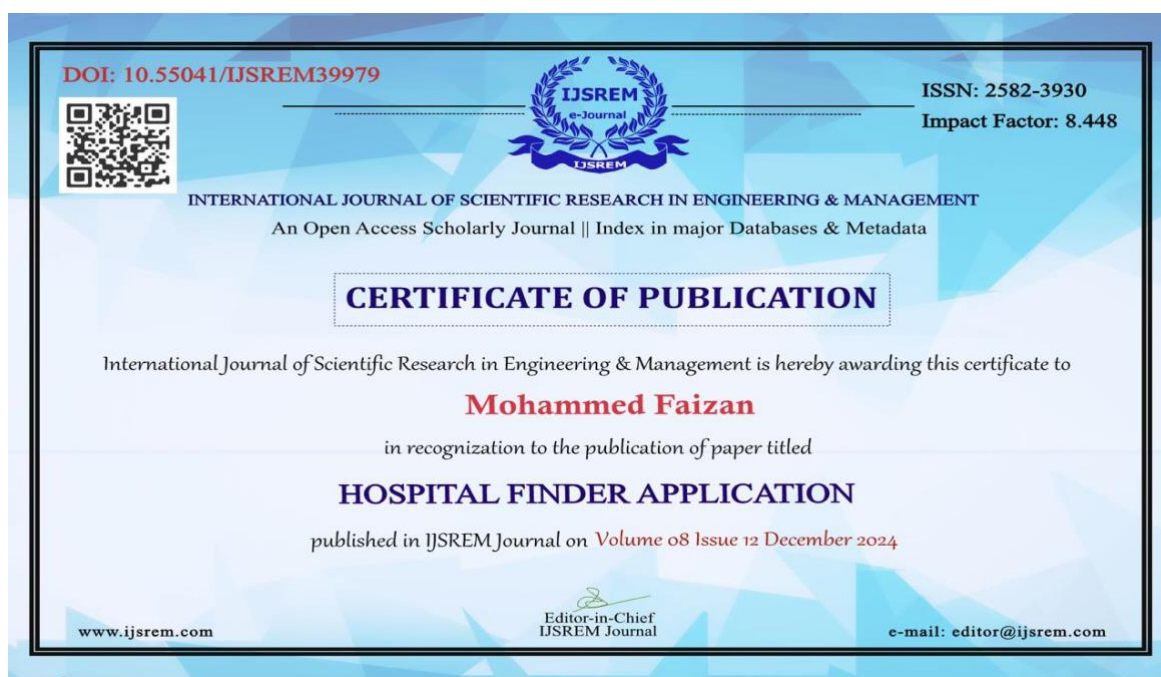 DOI: 10.55041/IJSREM39979
IJSREM
e-Journal
IJSREM
ISSN: 2582-3930
Impact Factor: 8.448
INTERNATIONAL JOURNAL OF SCIENTIFIC RESEARCH IN ENGINEERING & MANAGEMENT
An Open Access Scholarly Journal || Index in major Databases & Metadata
CERTIFICATE OF PUBLICATION
International Journal of Scientific Research in Engineering & Management is hereby awarding this certificate to
Mohammed Faizan
in recognization to the publication of paper titled
HOSPITAL FINDER APPLICATION
published in IJSREM Journal on Volume 08 Issue 12 December 2024
Editor-in-Chief
IJSREM Journal
www.ijsrem.com
e-mail: editor@ijsrem.com